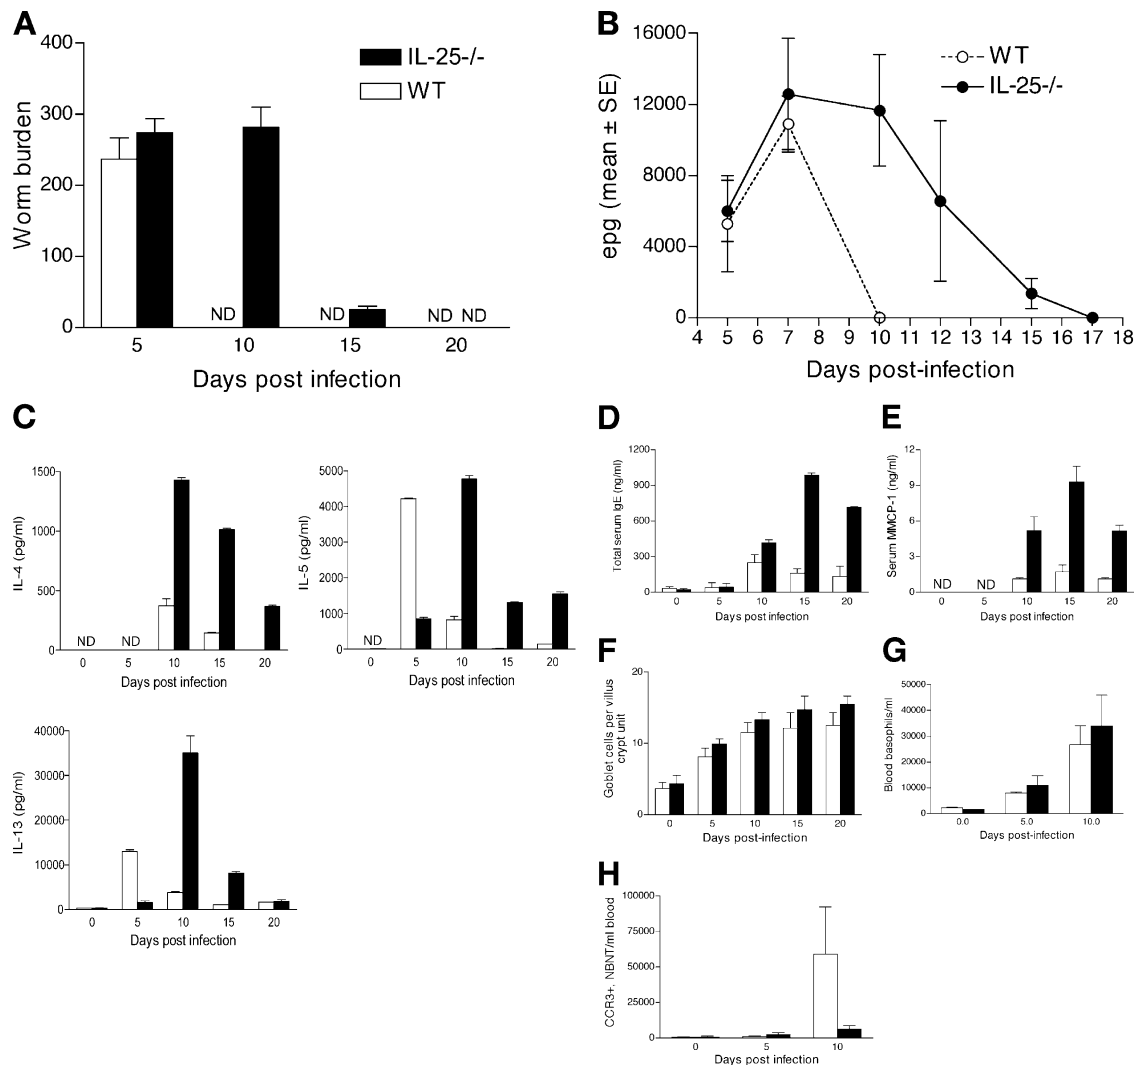 A
400
300
200
100
0
Worm burden
IL-25-/-
WT
ND
ND
ND ND
5 10 15 20
Days post infection
B
16000
12000
8000
4000
0
epg (mean ± SE)
WT
IL-25-/-
4 5 6 7 8 9 10 11 12 13 14 15 16 17 18
Days post-infection
C
1500
1000
500
0
IL-4 (pg/ml)
ND ND
0 5 10 15 20
Days post infection
5000
4000
3000
2000
1000
0
IL-5 (pg/ml)
ND
0 5 10 15 20
Days post infection
40000
30000
20000
10000
0
IL-13 (pg/ml)
0 5 10 15 20
Days post infection
D
1200
900
600
300
0
Total serum IgE (ng/ml)
0 5 10 15 20
Days post infection
E
12
9
6
3
0
Serum MMCP-1 (ng/ml)
ND ND
0 5 10 15 20
Days post infection
F
20
10
0
Goblet cells per villus
crypt unit
0 5 10 15 20
Days post-infection
G
50000
40000
30000
20000
10000
0
Blood basophils/ml
0.0 5.0 10.0
Days post-infection
H
100000
75000
50000
25000
0
CCR3+, NBNT/ml blood
0 5 10
Days post infection